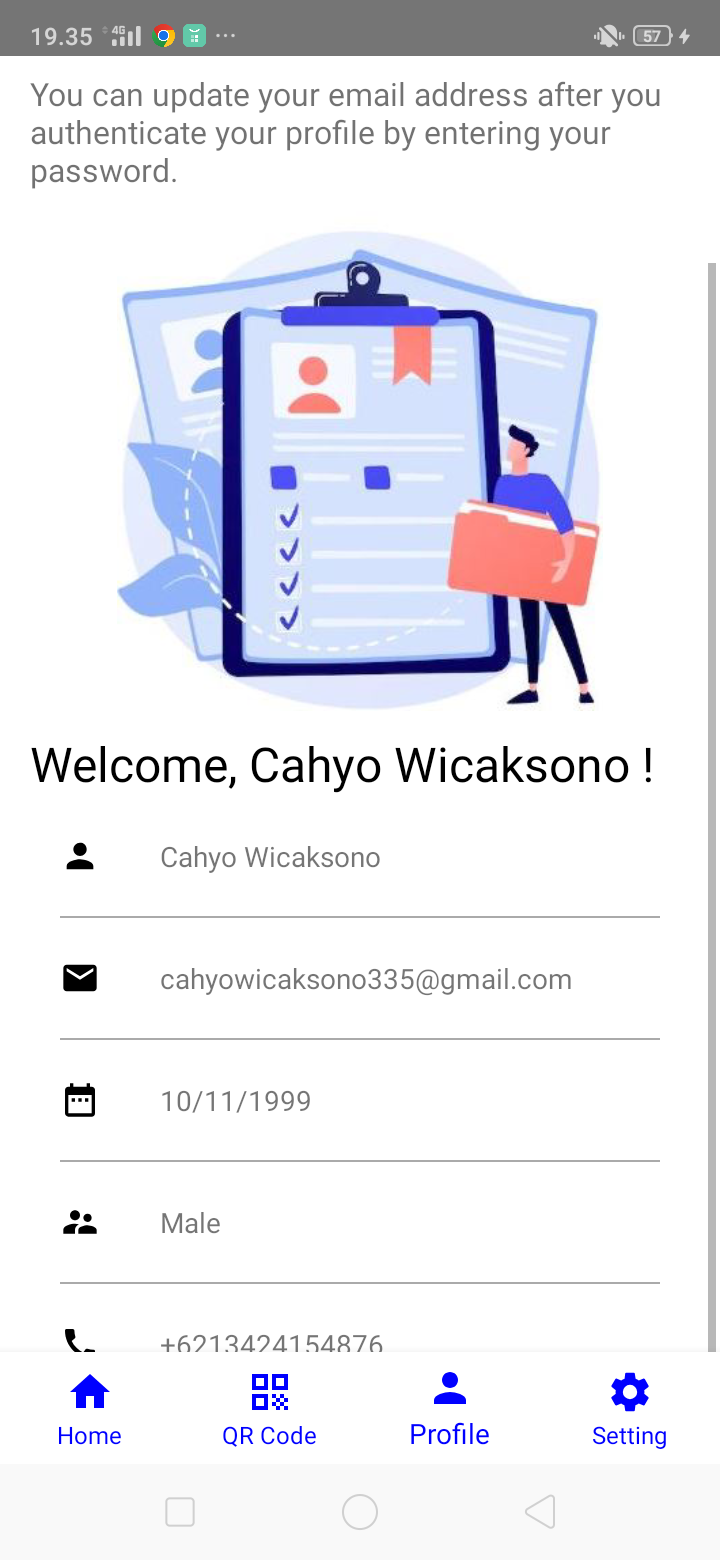 19.35 4G 57
You can update your email address after you
authenticate your profile by entering your
password.
Welcome, Cahyo Wicaksono !
Cahyo Wicaksono
cahyowicaksono335@gmail.com
10/11/1999
Male
+6213424154876
Home QR Code Profile Setting